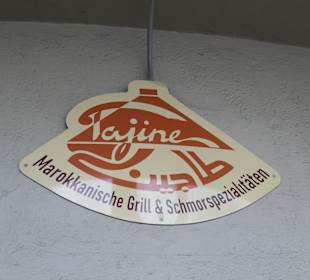 Tajine
طاجين
Marokkanische Grill & Schmorspezialitäten